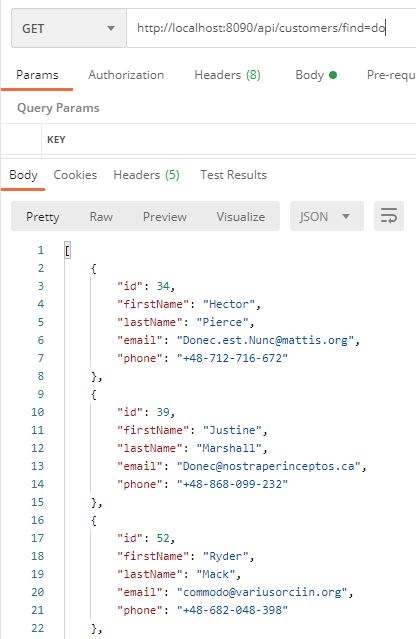 GET http://localhost:8090/api/customers/find=do
Params Authorization Headers (8) Body Pre-requ
Query Params
KEY
Body Cookies Headers (5) Test Results
Pretty Raw Preview Visualize JSON
1 [
2 {
3 "id": 34,
4 "firstName": "Hector",
5 "lastName": "Pierce",
6 "email": "Donec.est.Nunc@mattis.org",
7 "phone": "+48-712-716-672"
8 },
9 {
10 "id": 39,
11 "firstName": "Justine",
12 "lastName": "Marshall",
13 "email": "Donec@nostraperinceptos.ca",
14 "phone": "+48-868-099-232"
15 },
16 {
17 "id": 52,
18 "firstName": "Ryder",
19 "lastName": "Mack",
20 "email": "commodo@variusorciin.org",
21 "phone": "+48-682-048-398"
22 },